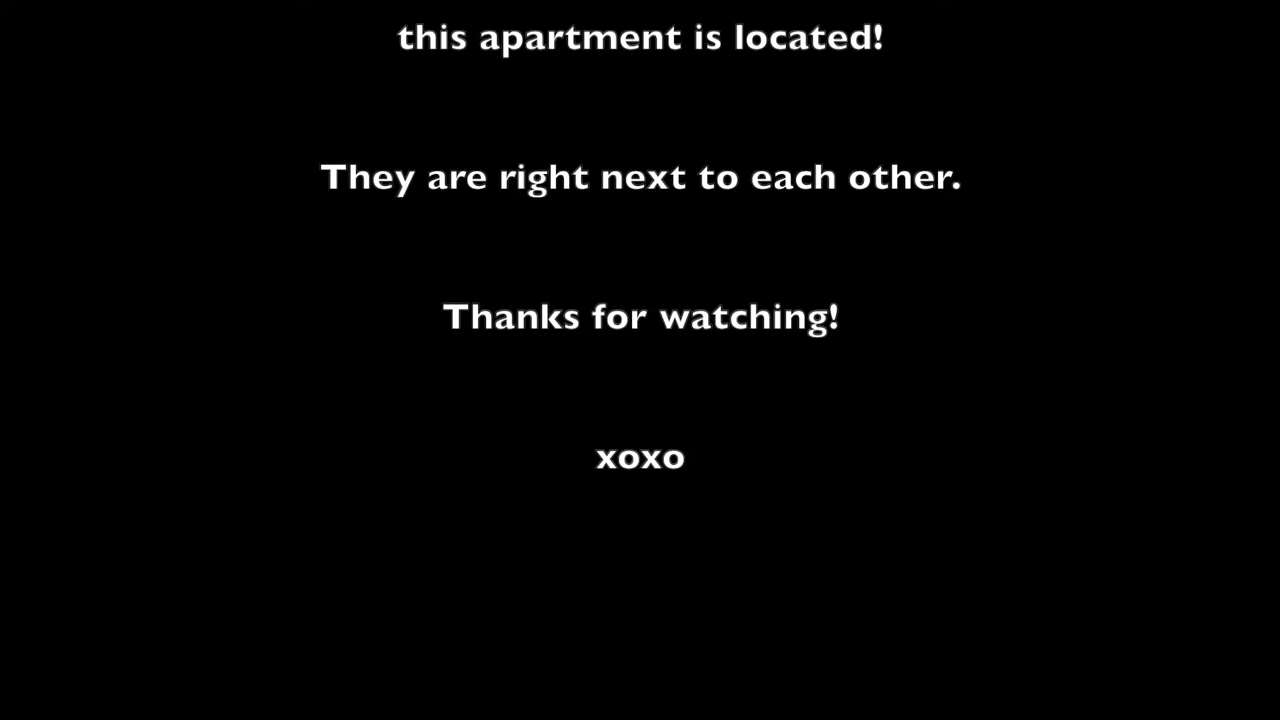 this apartment is located!
They are right next to each other.
Thanks for watching!
xoxo